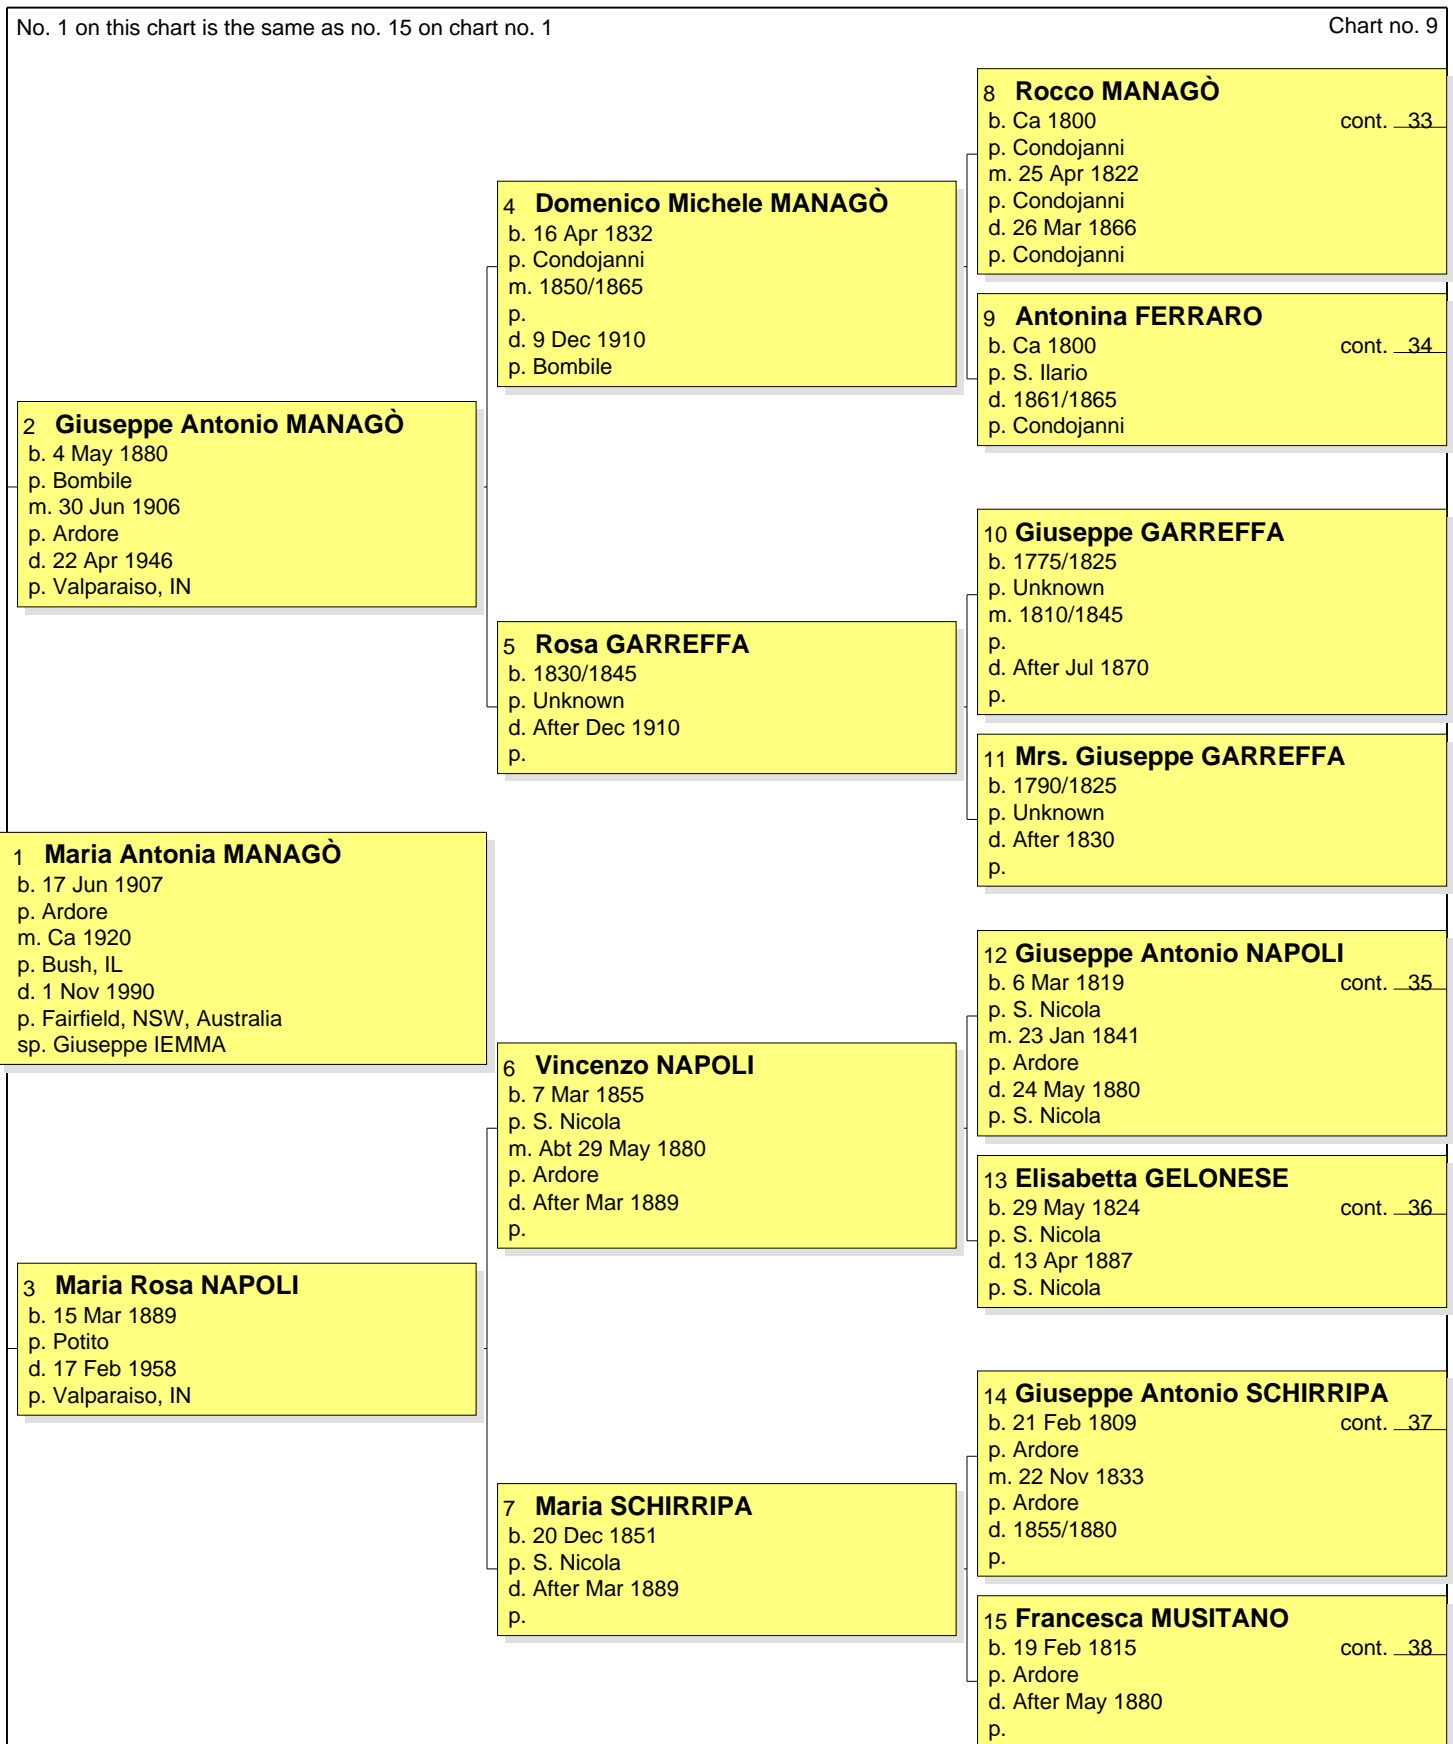 No. 1 on this chart is the same as no. 15 on chart no. 1
Chart no. 9
8 Rocco MANAGÒ
b. Ca 1800 cont. 33
p. Condojanni
m. 25 Apr 1822
p. Condojanni
d. 26 Mar 1866
p. Condojanni
4 Domenico Michele MANAGÒ
b. 16 Apr 1832
p. Condojanni
m. 1850/1865
p.
d. 9 Dec 1910
p. Bombile
9 Antonina FERRARO
b. Ca 1800 cont. 34
p. S. Ilario
d. 1861/1865
p. Condojanni
2 Giuseppe Antonio MANAGÒ
b. 4 May 1880
p. Bombile
m. 30 Jun 1906
p. Ardore
d. 22 Apr 1946
p. Valparaiso, IN
10 Giuseppe GARREFFA
b. 1775/1825
p. Unknown
m. 1810/1845
p.
d. After Jul 1870
p.
5 Rosa GARREFFA
b. 1830/1845
p. Unknown
d. After Dec 1910
p.
11 Mrs. Giuseppe GARREFFA
b. 1790/1825
p. Unknown
d. After 1830
p.
1 Maria Antonia MANAGÒ
b. 17 Jun 1907
p. Ardore
m. Ca 1920
p. Bush, IL
d. 1 Nov 1990
p. Fairfield, NSW, Australia
sp. Giuseppe IEMMA
12 Giuseppe Antonio NAPOLI
b. 6 Mar 1819 cont. 35
p. S. Nicola
m. 23 Jan 1841
p. Ardore
d. 24 May 1880
p. S. Nicola
6 Vincenzo NAPOLI
b. 7 Mar 1855
p. S. Nicola
m. Abt 29 May 1880
p. Ardore
d. After Mar 1889
p.
13 Elisabetta GELONESE
b. 29 May 1824 cont. 36
p. S. Nicola
d. 13 Apr 1887
p. S. Nicola
3 Maria Rosa NAPOLI
b. 15 Mar 1889
p. Potito
d. 17 Feb 1958
p. Valparaiso, IN
14 Giuseppe Antonio SCHIRRIPA
b. 21 Feb 1809 cont. 37
p. Ardore
m. 22 Nov 1833
p. Ardore
d. 1855/1880
p.
7 Maria SCHIRRIPA
b. 20 Dec 1851
p. S. Nicola
d. After Mar 1889
p.
15 Francesca MUSITANO
b. 19 Feb 1815 cont. 38
p. Ardore
d. After May 1880
p.